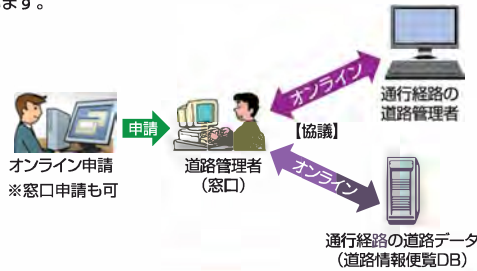 ます。
オンライン
通行経路の
道路管理者
申請
【協議】
オンライン申請
※窓口申請も可
道路管理者
(窓口)
オンライン
通行経路の道路データ
(道路情報便覧DB)